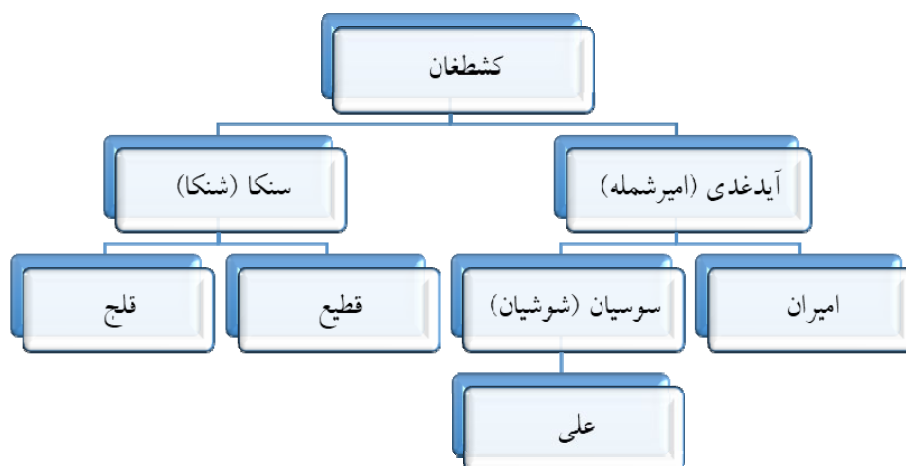 کشطغان
آیدغدی (امیرشمله)
سنکا (شنکا)
امیران
سوسیان (شوشیان)
قطیع
قلج
علی